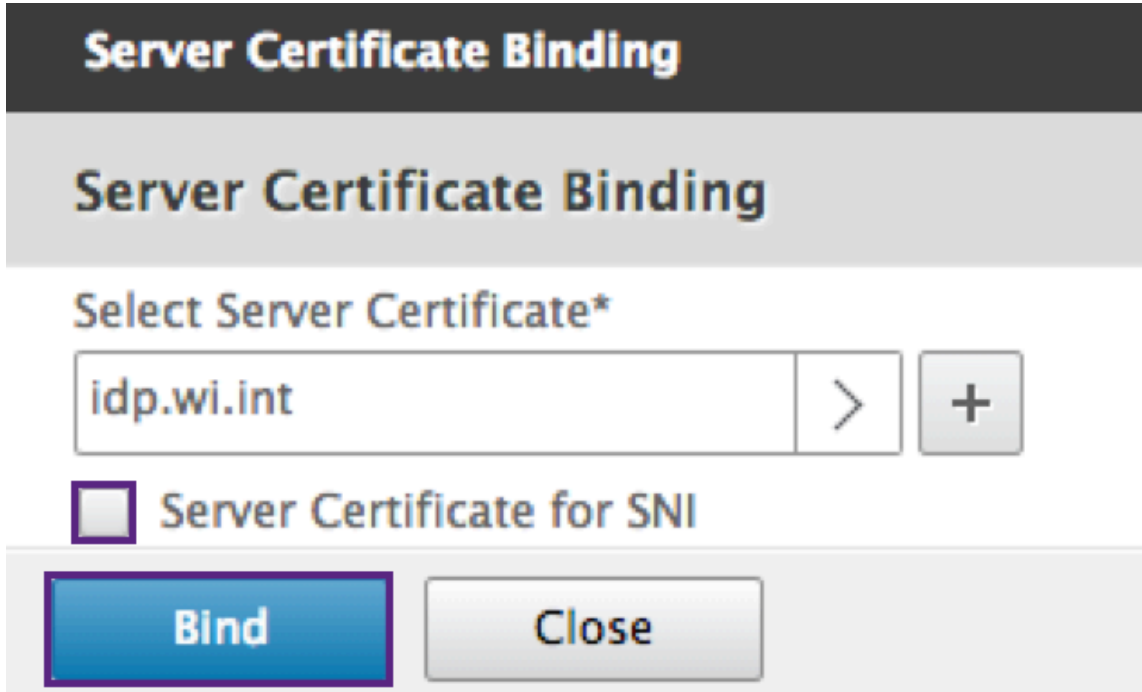 Server Certificate Binding
Server Certificate Binding
Select Server Certificate*
idp.wi.int > +
Server Certificate for SNI
Bind Close